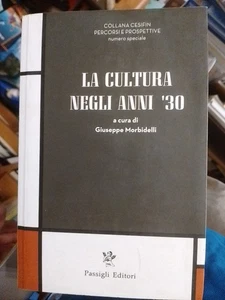 COLLANA CESIFIN
PERCORSI E PROSPETTIVE
numero speciale
LA CULTURA
NEGLI ANNI '30
a cura di
Giuseppe Morbidelli
Passigli Editori